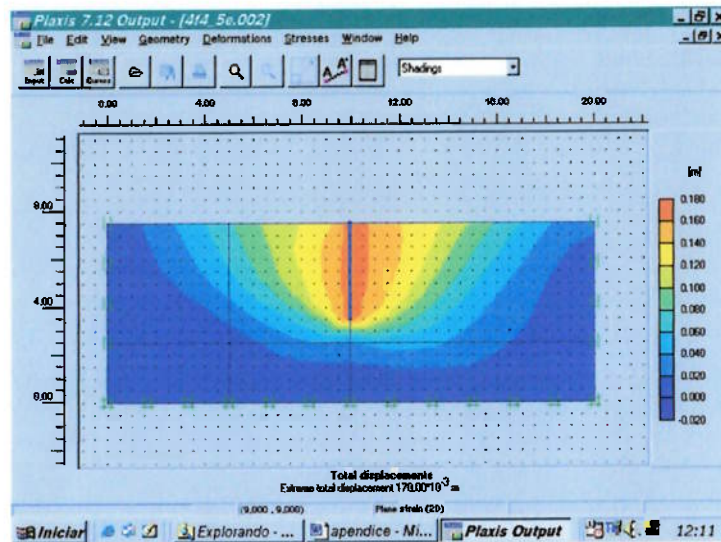 Plaxis 7.12 Output - [4f4_5e.002]
File Edit View Geometry Deformations Stresses Window Help
Input Calc Curves Shadings
0.00 4.00 8.00 12.00 16.00 20.00
[m]
8.00
4.00
0.00
0.180
0.160
0.140
0.120
0.100
0.080
0.060
0.040
0.020
0.000
-0.020
Total displacements
Extreme total displacement 170.00*10-3 m
(9.000 , 9.000) Plane strain (2D)
Iniciar Explorando - ... apendice - Mi... Plaxis Output 12:11